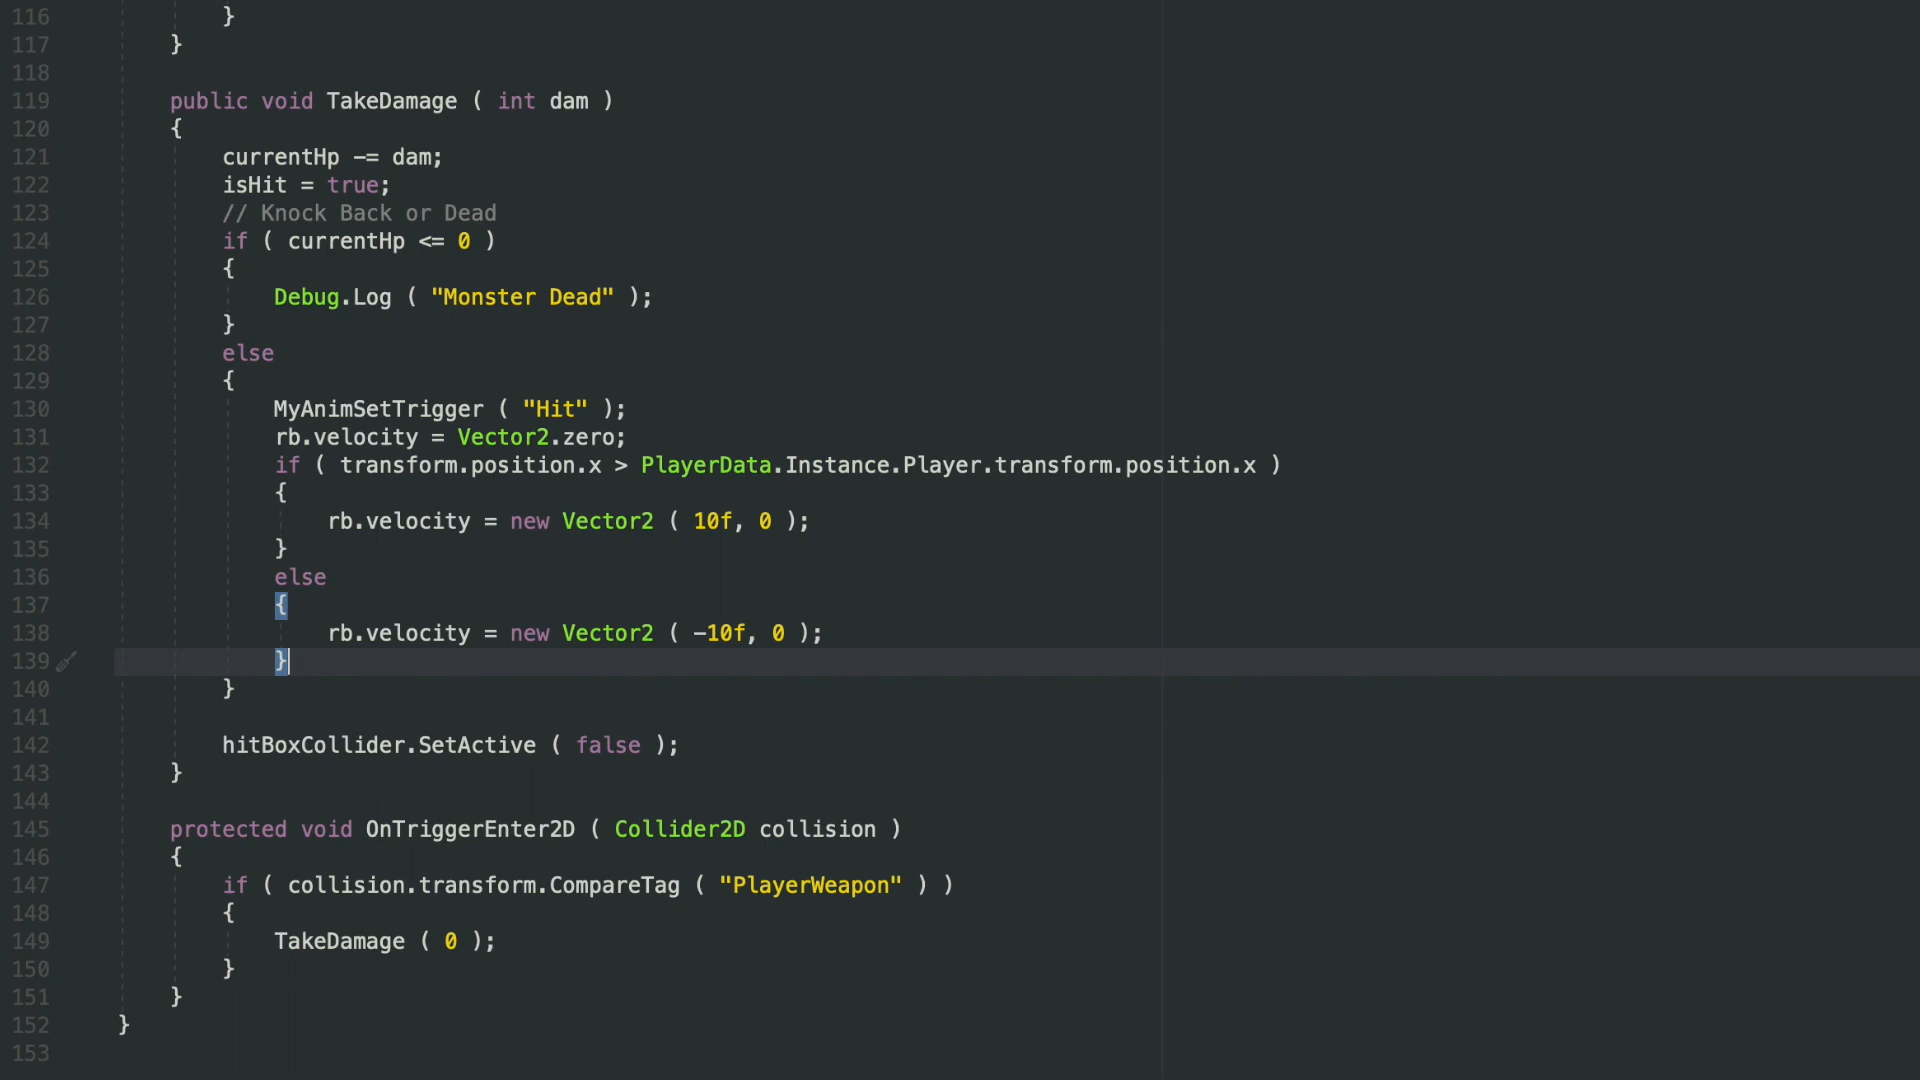 116             }
117         }
118
119         public void TakeDamage ( int dam )
120         {
121             currentHp -= dam;
122             isHit = true;
123             // Knock Back or Dead
124             if ( currentHp <= 0 )
125             {
126                 Debug.Log ( "Monster Dead" );
127             }
128             else
129             {
130                 MyAnimSetTrigger ( "Hit" );
131                 rb.velocity = Vector2.zero;
132                 if ( transform.position.x > PlayerData.Instance.Player.transform.position.x )
133                 {
134                     rb.velocity = new Vector2 ( 10f, 0 );
135                 }
136                 else
137                 {
138                     rb.velocity = new Vector2 ( -10f, 0 );
139                 }
140             }
141
142             hitBoxCollider.SetActive ( false );
143         }
144
145         protected void OnTriggerEnter2D ( Collider2D collision )
146         {
147             if ( collision.transform.CompareTag ( "PlayerWeapon" ) )
148             {
149                 TakeDamage ( 0 );
150             }
151         }
152     }
153